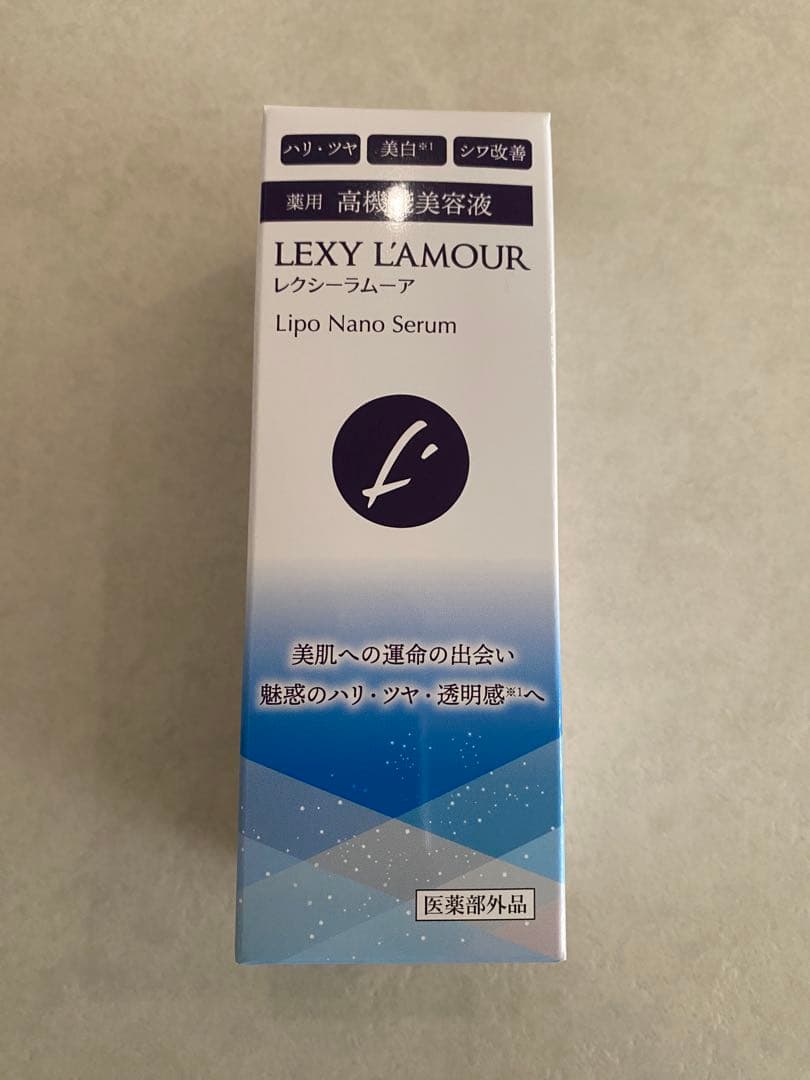 ハリ・ツヤ 美白※1 シワ改善
薬用 高機能美容液
LEXY L'AMOUR
レクシーラムーア
Lipo Nano Serum
L'
美肌への運命の出会い
魅惑のハリ・ツヤ・透明感※1へ
医薬部外品